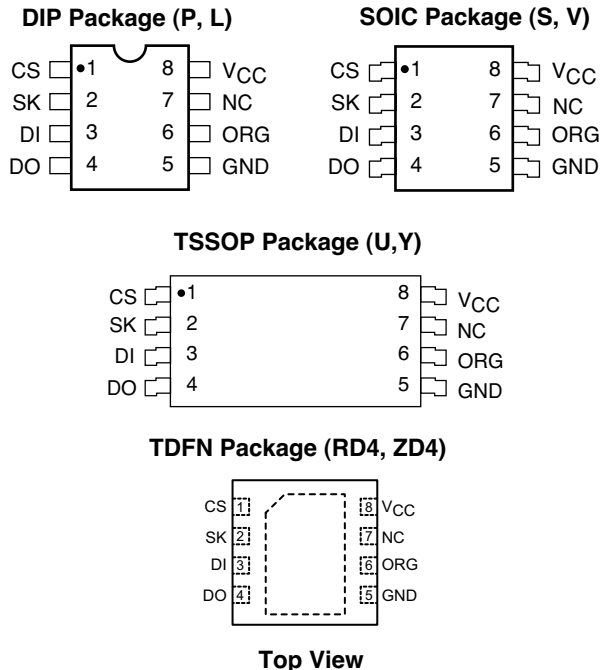 DIP Package (P, L)
CS •1 8 VCC
SK 2 7 NC
DI 3 6 ORG
DO 4 5 GND
SOIC Package (S, V)
CS •1 8 VCC
SK 2 7 NC
DI 3 6 ORG
DO 4 5 GND
TSSOP Package (U,Y)
CS •1 8 VCC
SK 2 7 NC
DI 3 6 ORG
DO 4 5 GND
TDFN Package (RD4, ZD4)
CS 1 8 VCC
SK 2 7 NC
DI 3 6 ORG
DO 4 5 GND
Top View